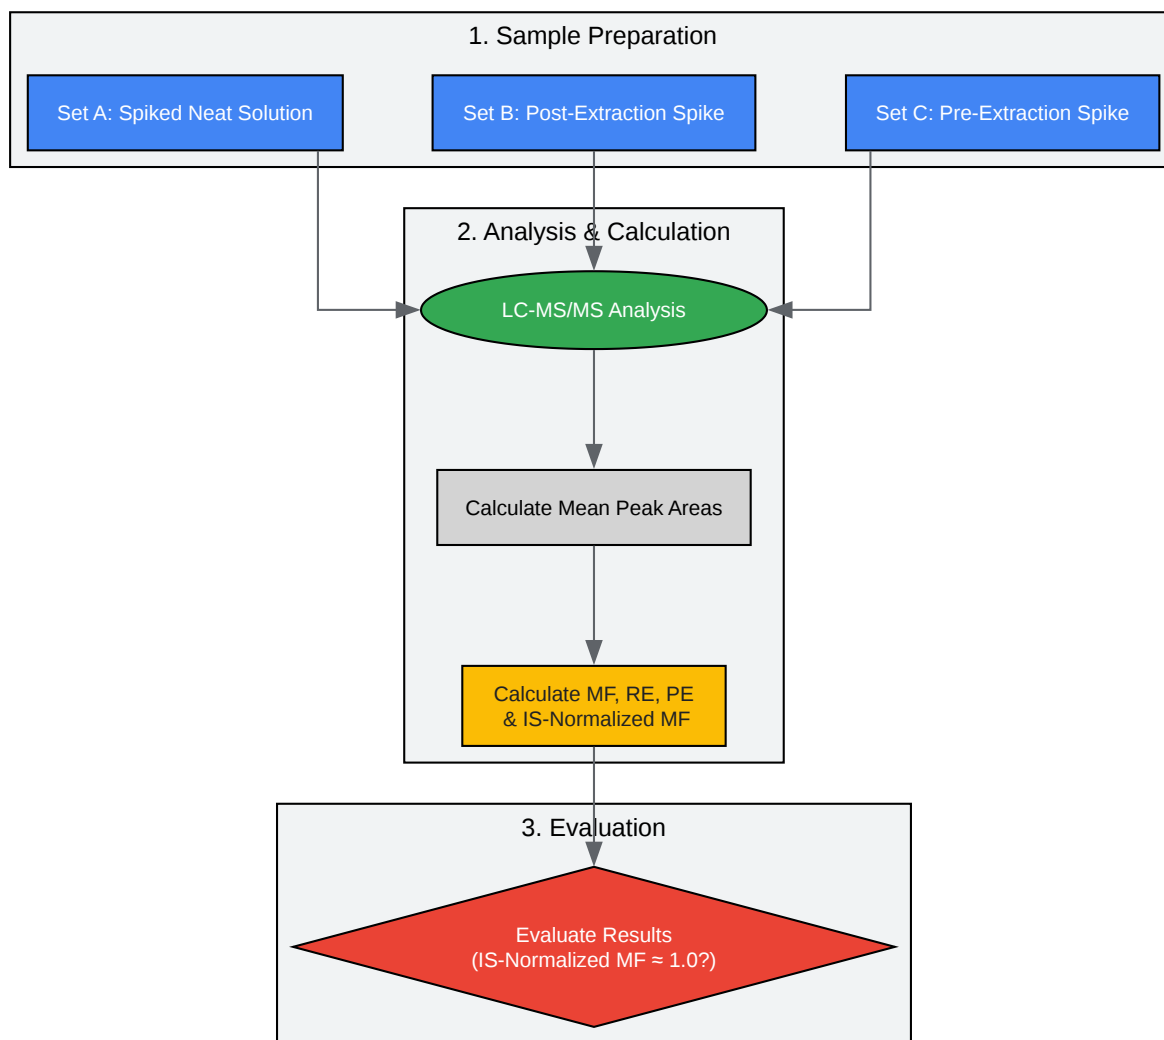 1. Sample Preparation
Set A: Spiked Neat Solution
Set B: Post-Extraction Spike
Set C: Pre-Extraction Spike
2. Analysis & Calculation
LC-MS/MS Analysis
Calculate Mean Peak Areas
Calculate MF, RE, PE
& IS-Normalized MF
3. Evaluation
Evaluate Results
(IS-Normalized MF ≈ 1.0?)